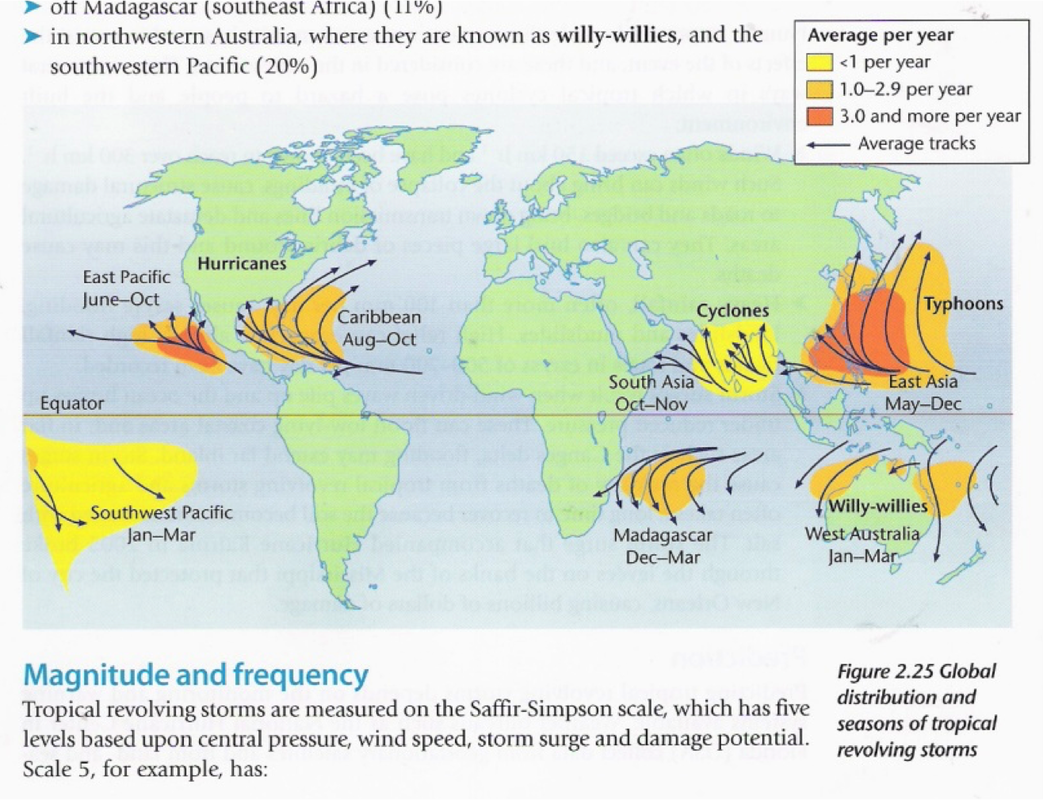 ➤ off Madagascar (southeast Africa) (11%)
➤ in northwestern Australia, where they are known as willy-willies, and the
southwestern Pacific (20%)
Average per year
<1 per year
1.0–2.9 per year
3.0 and more per year
Average tracks
Hurricanes
East Pacific
June–Oct
Caribbean
Aug–Oct
Cyclones
South Asia
Oct–Nov
Typhoons
East Asia
May–Dec
Equator
Southwest Pacific
Jan–Mar
Madagascar
Dec–Mar
Willy-willies
West Australia
Jan–Mar
Magnitude and frequency
Tropical revolving storms are measured on the Saffir-Simpson scale, which has five
levels based upon central pressure, wind speed, storm surge and damage potential.
Scale 5, for example, has:
Figure 2.25 Global
distribution and
seasons of tropical
revolving storms